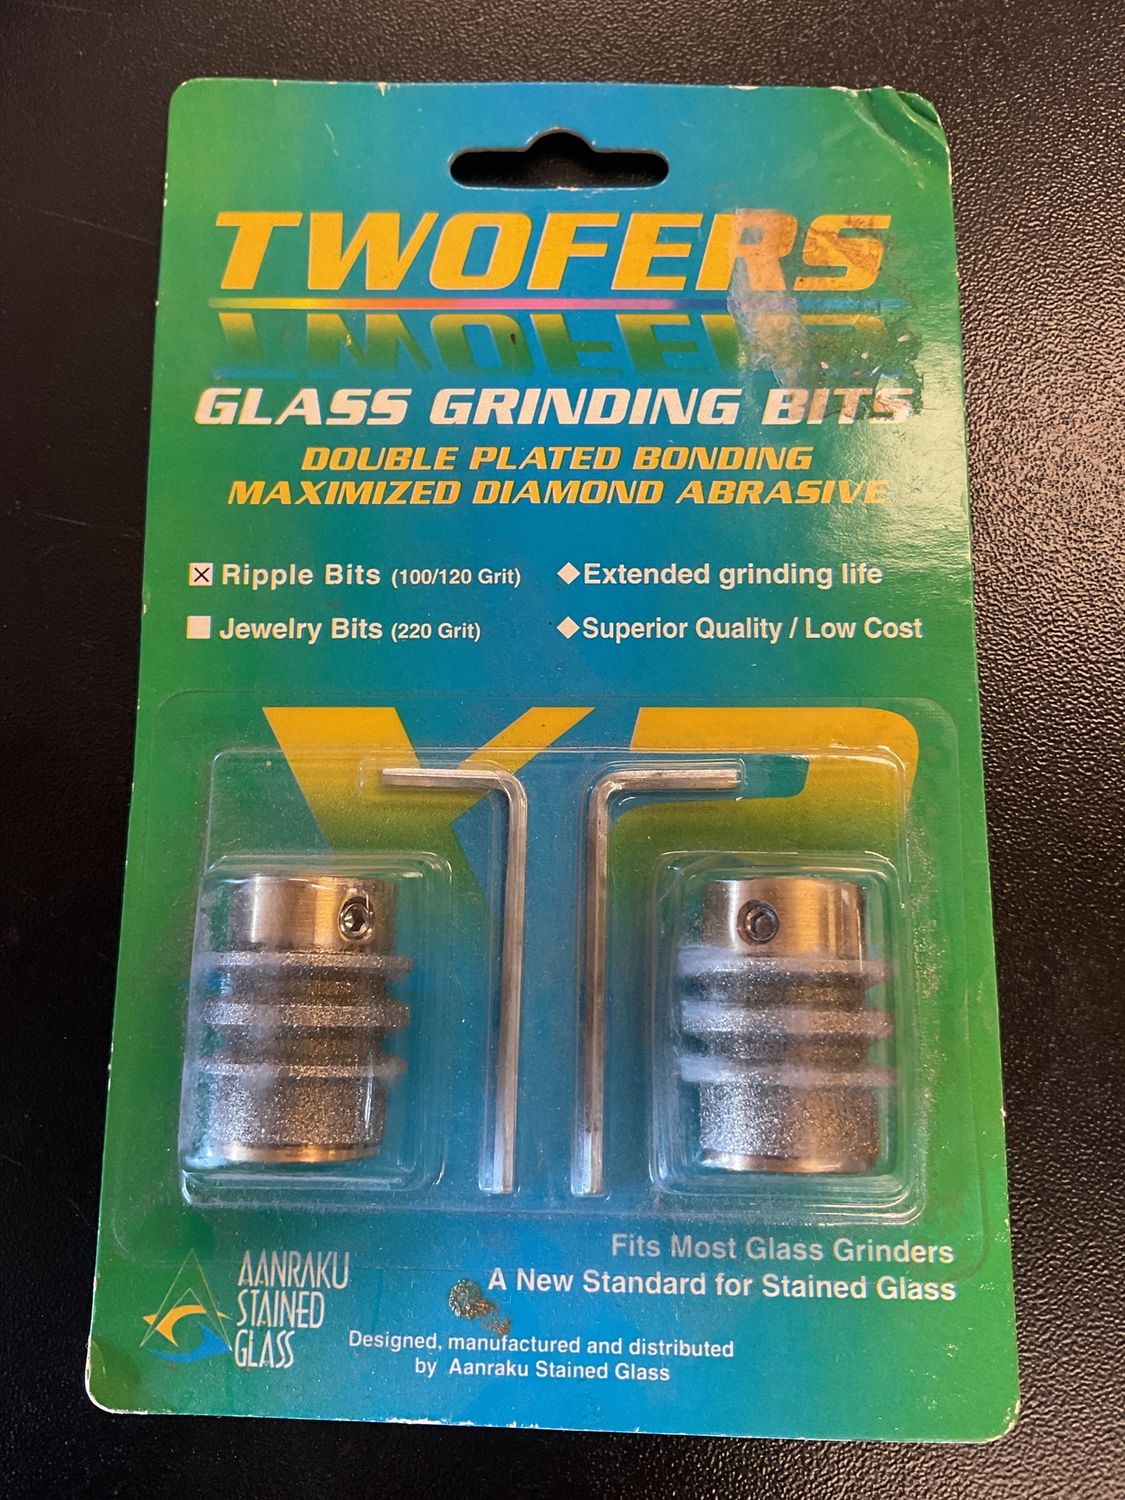 TWOFERS
GLASS GRINDING BITS
DOUBLE PLATED BONDING
MAXIMIZED DIAMOND ABRASIVE
☒ Ripple Bits (100/120 Grit)
◆Extended grinding life
☐ Jewelry Bits (220 Grit)
◆Superior Quality / Low Cost
Fits Most Glass Grinders
A New Standard for Stained Glass
AANRAKU
STAINED
GLASS
Designed, manufactured and distributed
by Aanraku Stained Glass